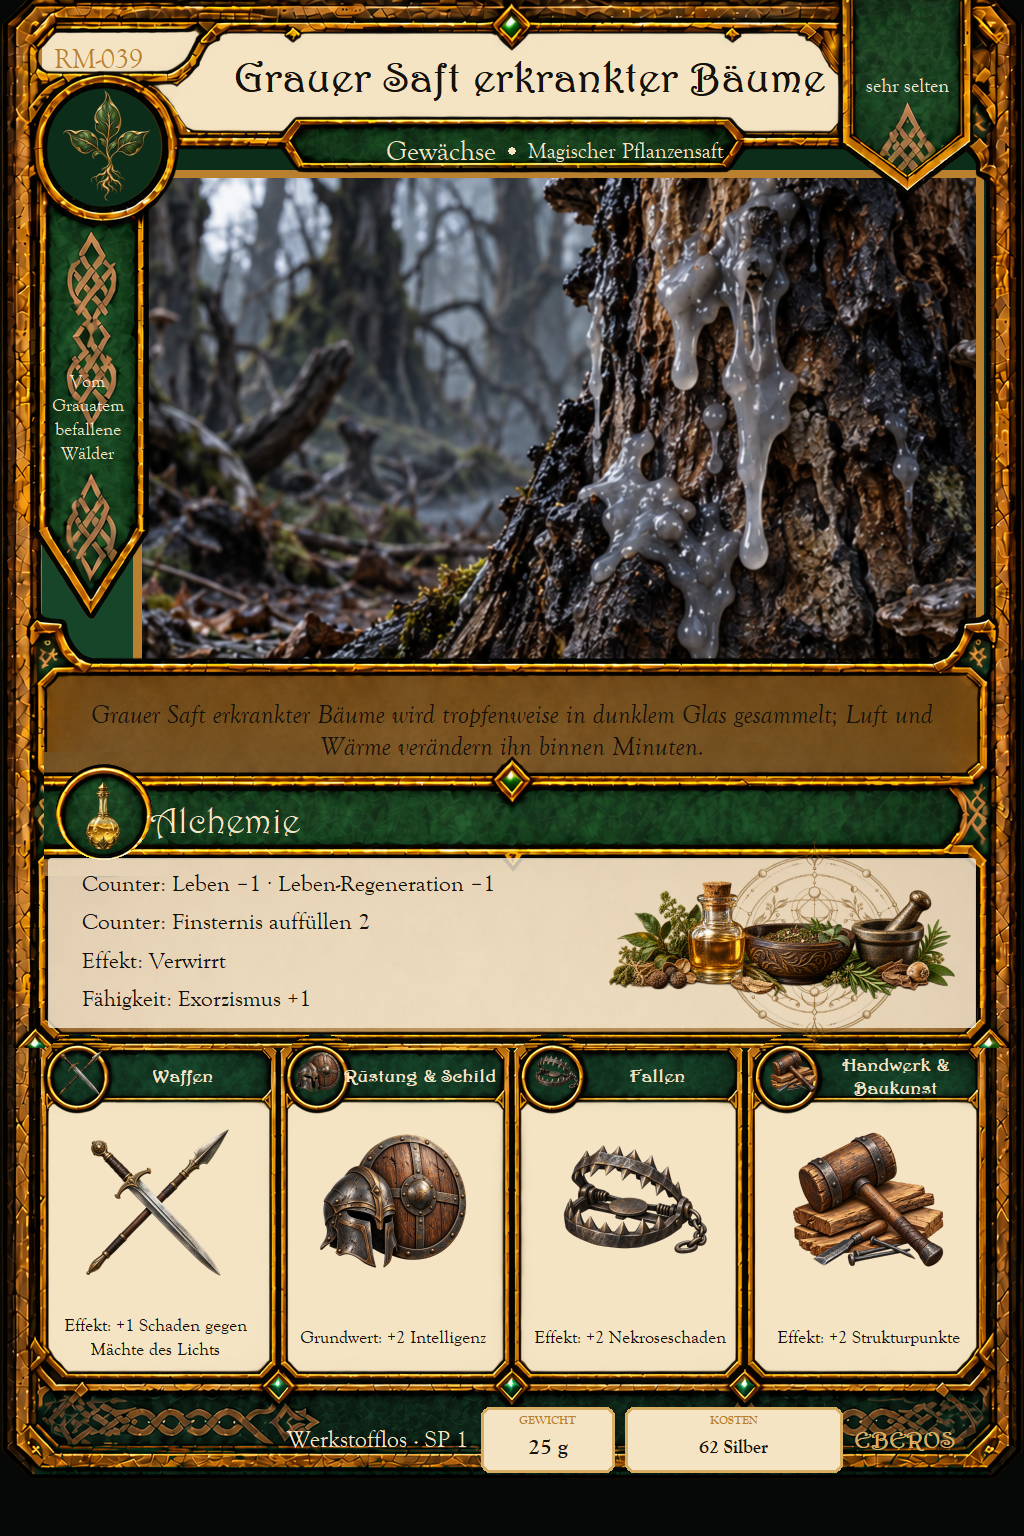 RM-039
Grauer Saft erkrankter Bäume
sehr selten
Gewächse • Magischer Pflanzensaft
Vom
Grauatem
befallene
Wälder
Grauer Saft erkrankter Bäume wird tropfenweise in dunklem Glas gesammelt; Luft und
Wärme verändern ihn binnen Minuten.
Alchemie
Counter: Leben −1 · Leben-Regeneration −1
Counter: Finsternis auffüllen 2
Effekt: Verwirrt
Fähigkeit: Exorzismus +1
Waffen
Rüstung & Schild
Fallen
Handwerk &
Baukunst
Effekt: +1 Schaden gegen
Mächte des Lichts
Grundwert: +2 Intelligenz
Effekt: +2 Nekroseschaden
Effekt: +2 Strukturpunkte
Werkstofflos · SP 1
GEWICHT
25 g
KOSTEN
62 Silber
EBEROS